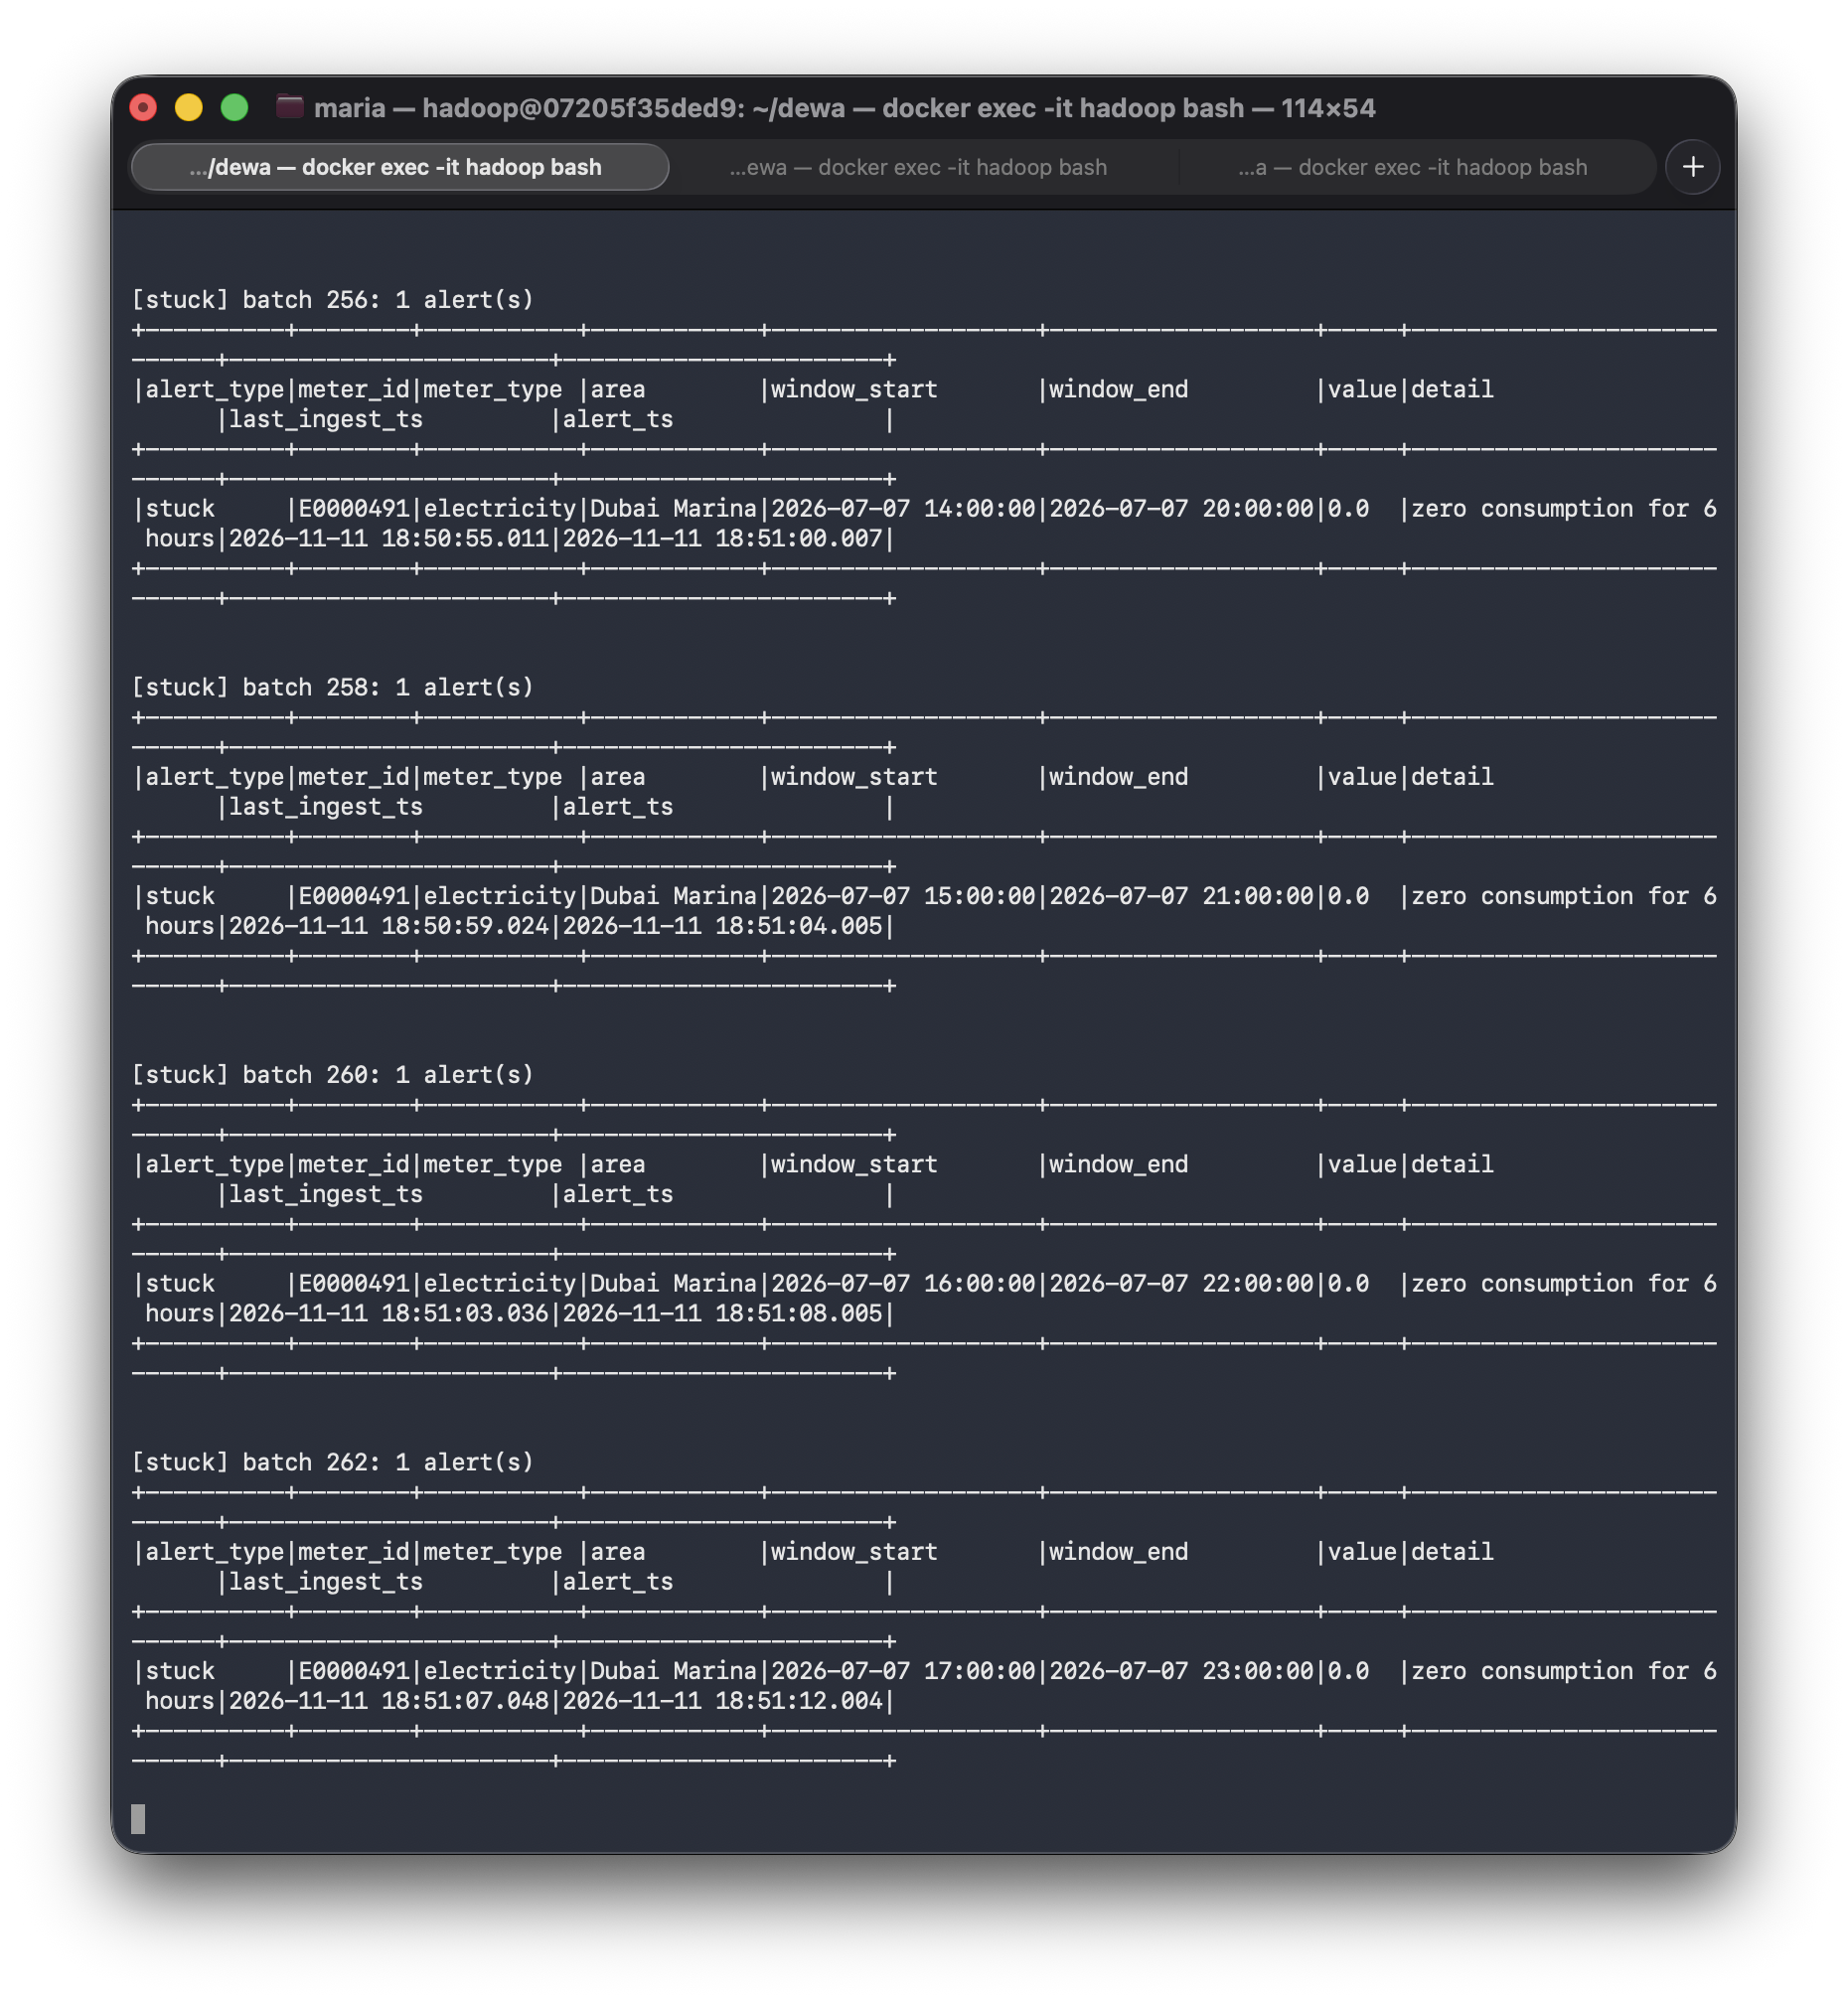 maria — hadoop@07205f35ded9: ~/dewa — docker exec -it hadoop bash — 114×54
.../dewa — docker exec -it hadoop bash
...ewa — docker exec -it hadoop bash
...a — docker exec -it hadoop bash
+
[stuck] batch 256: 1 alert(s)
+----------+--------+-----------+------------+-------------------+-------------------+-----+----------------------
------+-----------------------+-----------------------+
|alert_type|meter_id|meter_type |area        |window_start       |window_end         |value|detail
      |last_ingest_ts         |alert_ts               |
+----------+--------+-----------+------------+-------------------+-------------------+-----+----------------------
------+-----------------------+-----------------------+
|stuck     |E0000491|electricity|Dubai Marina|2026-07-07 14:00:00|2026-07-07 20:00:00|0.0  |zero consumption for 6
 hours|2026-11-11 18:50:55.011|2026-11-11 18:51:00.007|
+----------+--------+-----------+------------+-------------------+-------------------+-----+----------------------
------+-----------------------+-----------------------+
[stuck] batch 258: 1 alert(s)
+----------+--------+-----------+------------+-------------------+-------------------+-----+----------------------
------+-----------------------+-----------------------+
|alert_type|meter_id|meter_type |area        |window_start       |window_end         |value|detail
      |last_ingest_ts         |alert_ts               |
+----------+--------+-----------+------------+-------------------+-------------------+-----+----------------------
------+-----------------------+-----------------------+
|stuck     |E0000491|electricity|Dubai Marina|2026-07-07 15:00:00|2026-07-07 21:00:00|0.0  |zero consumption for 6
 hours|2026-11-11 18:50:59.024|2026-11-11 18:51:04.005|
+----------+--------+-----------+------------+-------------------+-------------------+-----+----------------------
------+-----------------------+-----------------------+
[stuck] batch 260: 1 alert(s)
+----------+--------+-----------+------------+-------------------+-------------------+-----+----------------------
------+-----------------------+-----------------------+
|alert_type|meter_id|meter_type |area        |window_start       |window_end         |value|detail
      |last_ingest_ts         |alert_ts               |
+----------+--------+-----------+------------+-------------------+-------------------+-----+----------------------
------+-----------------------+-----------------------+
|stuck     |E0000491|electricity|Dubai Marina|2026-07-07 16:00:00|2026-07-07 22:00:00|0.0  |zero consumption for 6
 hours|2026-11-11 18:51:03.036|2026-11-11 18:51:08.005|
+----------+--------+-----------+------------+-------------------+-------------------+-----+----------------------
------+-----------------------+-----------------------+
[stuck] batch 262: 1 alert(s)
+----------+--------+-----------+------------+-------------------+-------------------+-----+----------------------
------+-----------------------+-----------------------+
|alert_type|meter_id|meter_type |area        |window_start       |window_end         |value|detail
      |last_ingest_ts         |alert_ts               |
+----------+--------+-----------+------------+-------------------+-------------------+-----+----------------------
------+-----------------------+-----------------------+
|stuck     |E0000491|electricity|Dubai Marina|2026-07-07 17:00:00|2026-07-07 23:00:00|0.0  |zero consumption for 6
 hours|2026-11-11 18:51:07.048|2026-11-11 18:51:12.004|
+----------+--------+-----------+------------+-------------------+-------------------+-----+----------------------
------+-----------------------+-----------------------+